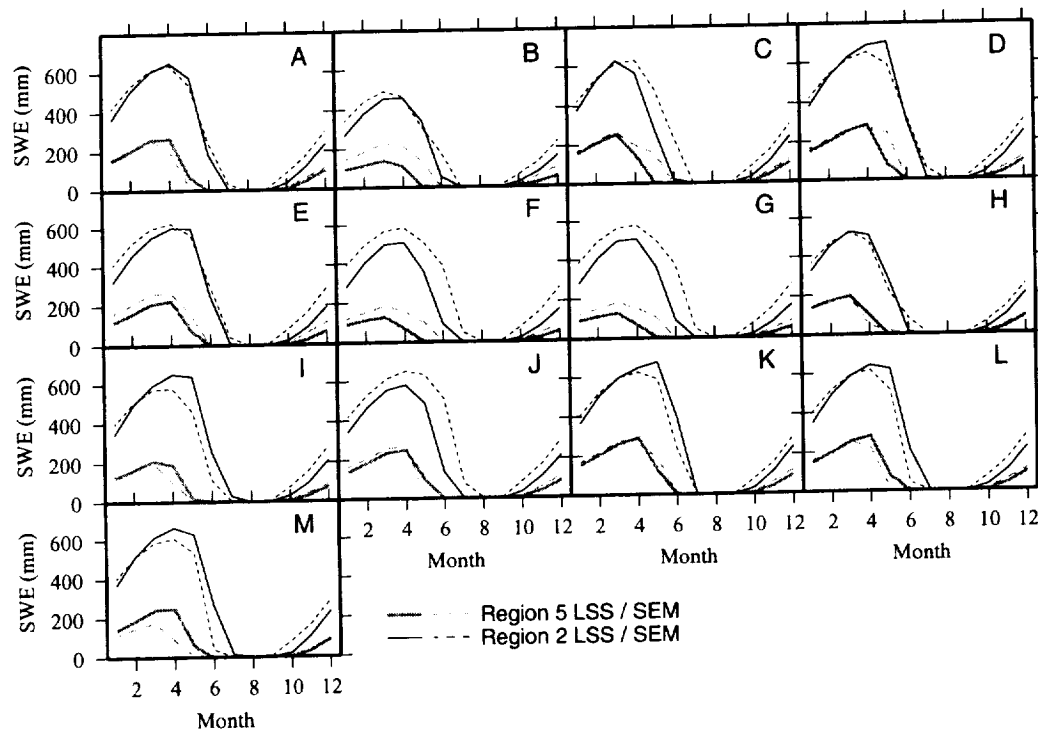 A B C D
SWE (mm) 600 400 200 0
E F G H
SWE (mm) 600 400 200 0
I J K L
SWE (mm) 600 400 200 0
2 4 6 8 10 12 2 4 6 8 10 12 2 4 6 8 10 12
Month Month Month
M
SWE (mm) 600 400 200 0
Region 5 LSS / SEM
Region 2 LSS / SEM
2 4 6 8 10 12
Month